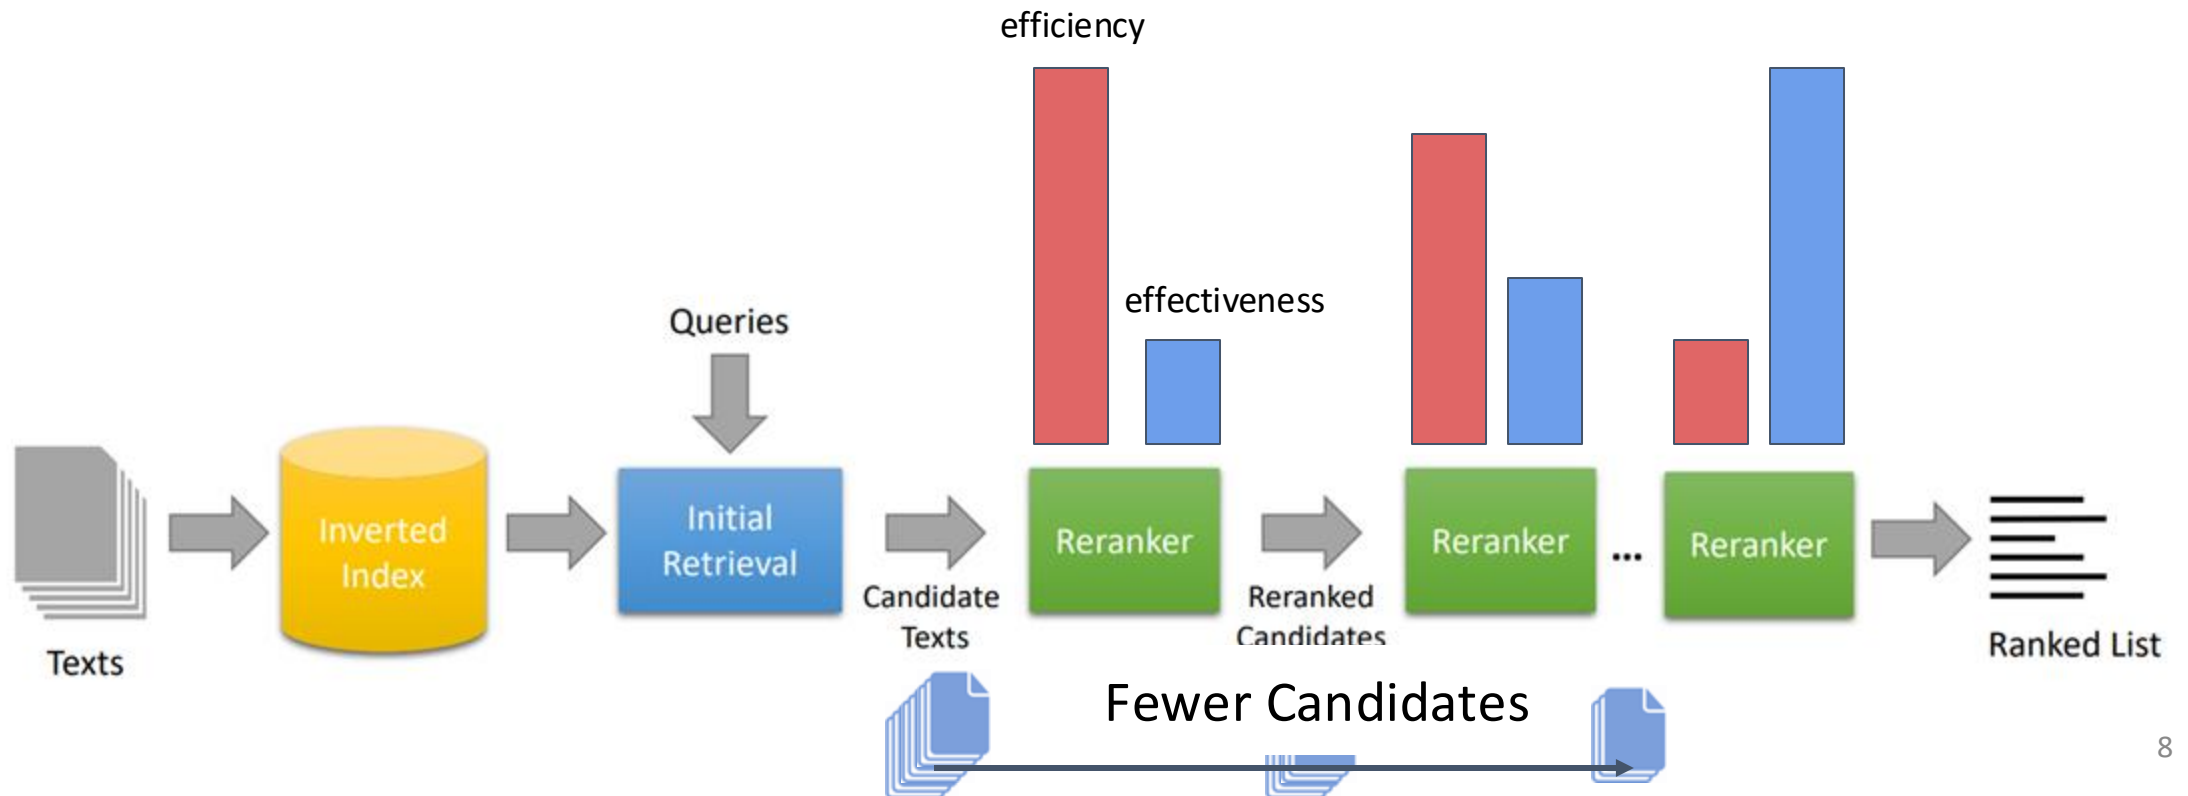 efficiency
effectiveness
Queries
Texts
Inverted
Index
Initial
Retrieval
Candidate
Texts
Reranker
Reranked
Candidates
Reranker
...
Reranker
Ranked List
Fewer Candidates
8